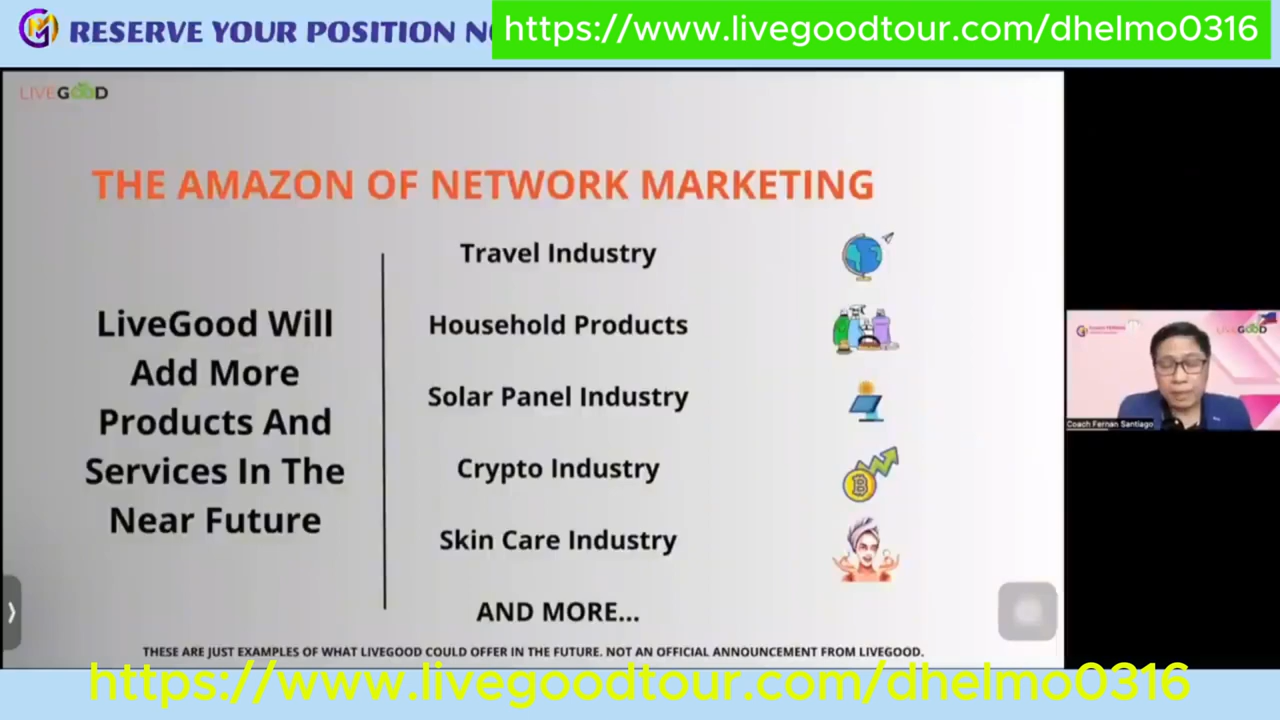 RESERVE YOUR POSITION
https://www.livegoodtour.com/dhelmo0316
LIVEGOOD
THE AMAZON OF NETWORK MARKETING
LiveGood Will
Add More
Products And
Services In The
Near Future
Travel Industry
Household Products
Solar Panel Industry
Crypto Industry
Skin Care Industry
AND MORE...
THESE ARE JUST EXAMPLES OF WHAT LIVEGOOD COULD OFFER IN THE FUTURE. NOT AN OFFICIAL ANNOUNCEMENT FROM LIVEGOOD.
LIVEGOOD
Coach Fernan Santiago
https://www.livegoodtour.com/dhelmo0316